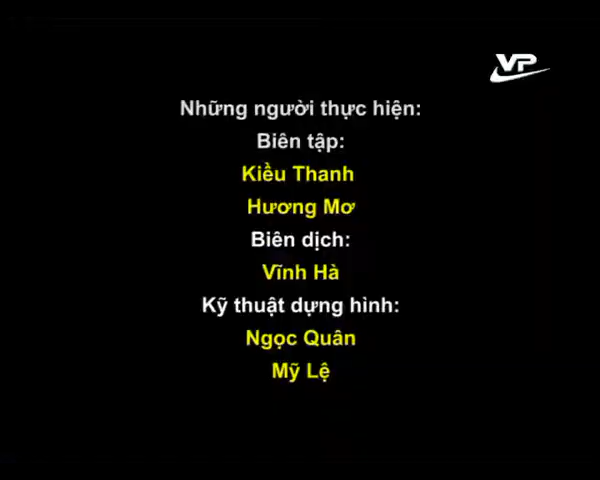 VP
Những người thực hiện:
Biên tập:
Kiều Thanh
Hương Mơ
Biên dịch:
Vĩnh Hà
Kỹ thuật dựng hình:
Ngọc Quân
Mỹ Lệ